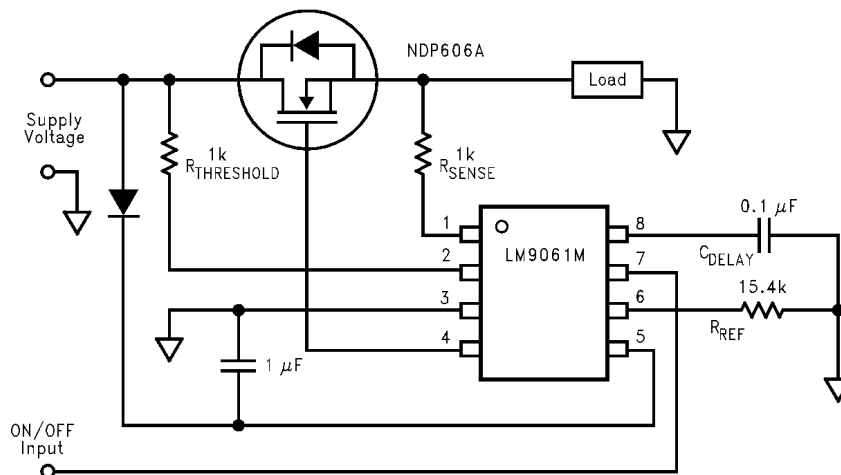 NDP606A
Load
Supply
Voltage
1k
R_THRESHOLD
1k
R_SENSE
1
2
3
4
LM9061M
8
7
6
5
0.1 μF
C_DELAY
15.4k
R_REF
1 μF
ON/OFF
Input